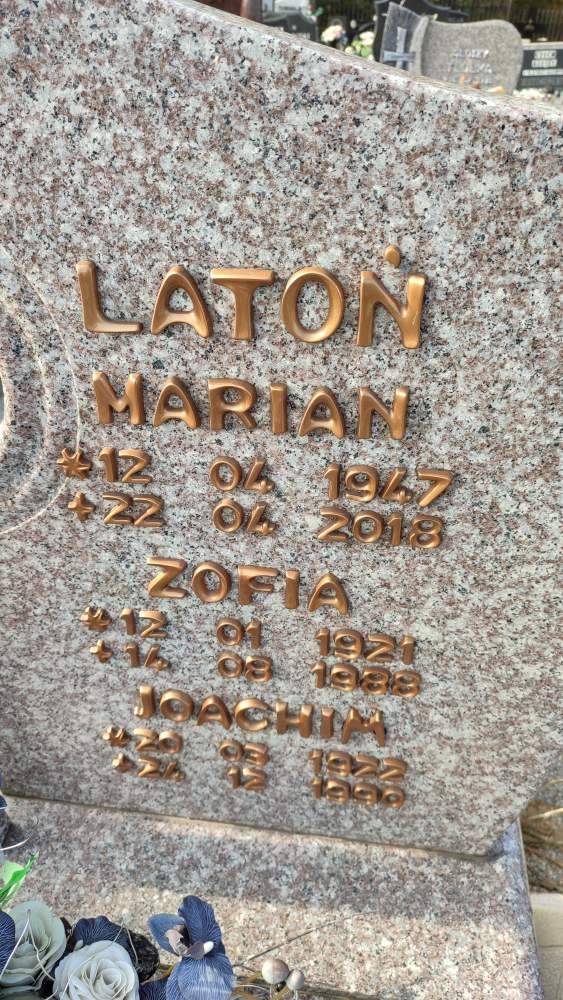 LATOŃ
MARIAN
* 12 04 1947
+ 22 04 2018
ZOFIA
* 12 01 1921
+ 14 08 1988
JOACHIM
* 20 03 1922
+ 24 12 1990